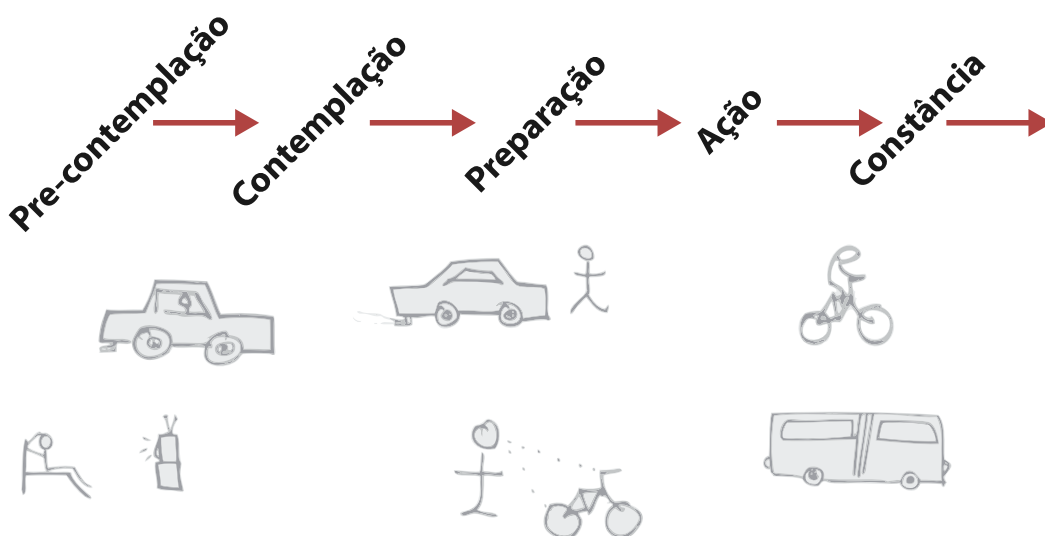 Pre-contemplação
Contemplação
Preparação
Ação
Constância